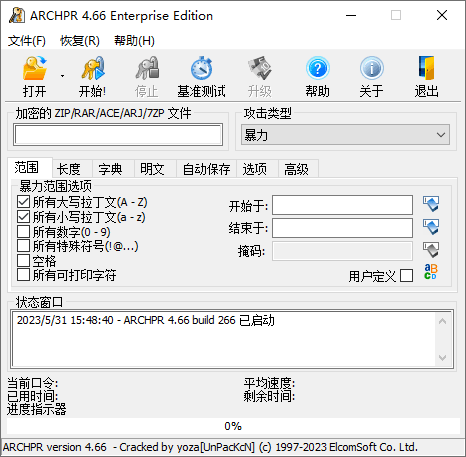 ARCHPR 4.66 Enterprise Edition
文件(F) 恢复(R) 帮助(H)
打开 开始! 停止 基准测试 升级 帮助 关于 退出
加密的 ZIP/RAR/ACE/ARJ/7ZP 文件 攻击类型
暴力
范围 长度 字典 明文 自动保存 选项 高级
暴力范围选项
所有大写拉丁文(A - Z) 开始于:
所有小写拉丁文(a - z)
所有数字(0 - 9) 结束于:
所有特殊符号(!@...) 掩码:
空格
所有可打印字符 用户定义
状态窗口
2023/5/31 15:48:40 - ARCHPR 4.66 build 266 已启动
当前口令: 平均速度:
已用时间: 剩余时间:
进度指示器
0%
ARCHPR version 4.66 - Cracked by yoza[UnPacKcN] (c) 1997-2023 ElcomSoft Co. Ltd.